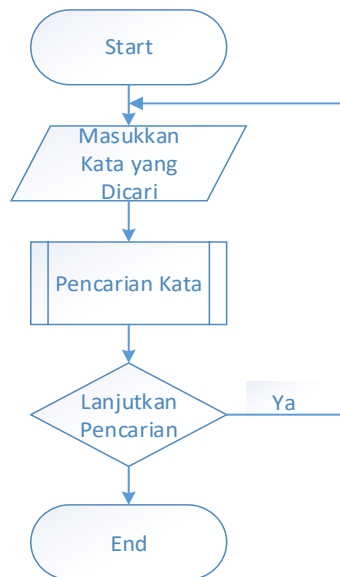 Start
Masukkan
Kata yang
Dicari
Pencarian Kata
Lanjutkan
Pencarian
Ya
End